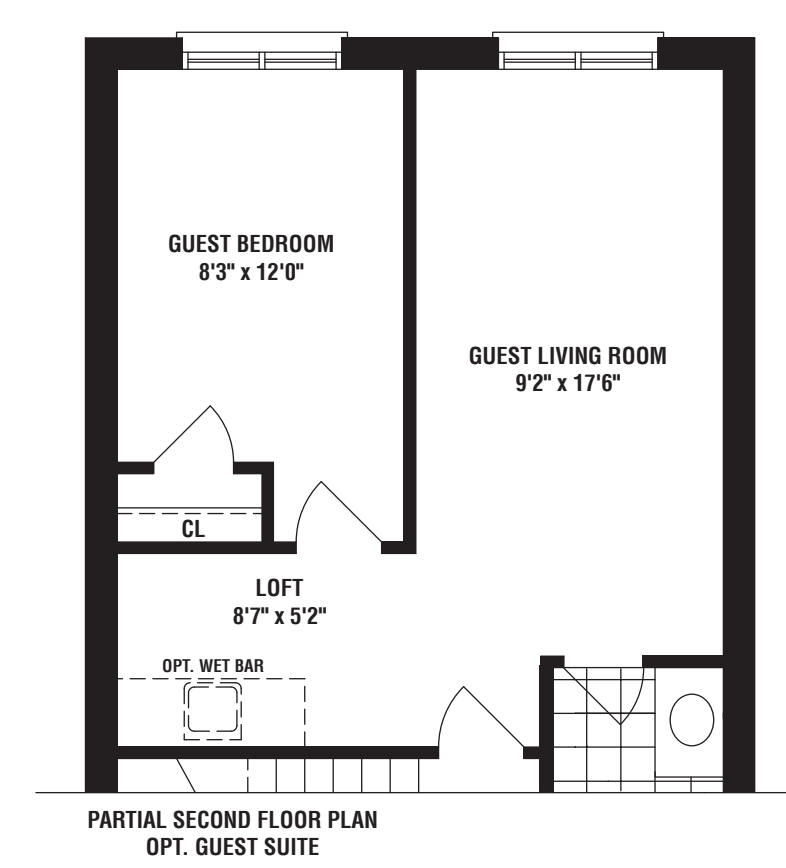 GUEST BEDROOM
8'3" x 12'0"
GUEST LIVING ROOM
9'2" x 17'6"
CL
LOFT
8'7" x 5'2"
OPT. WET BAR
PARTIAL SECOND FLOOR PLAN
OPT. GUEST SUITE